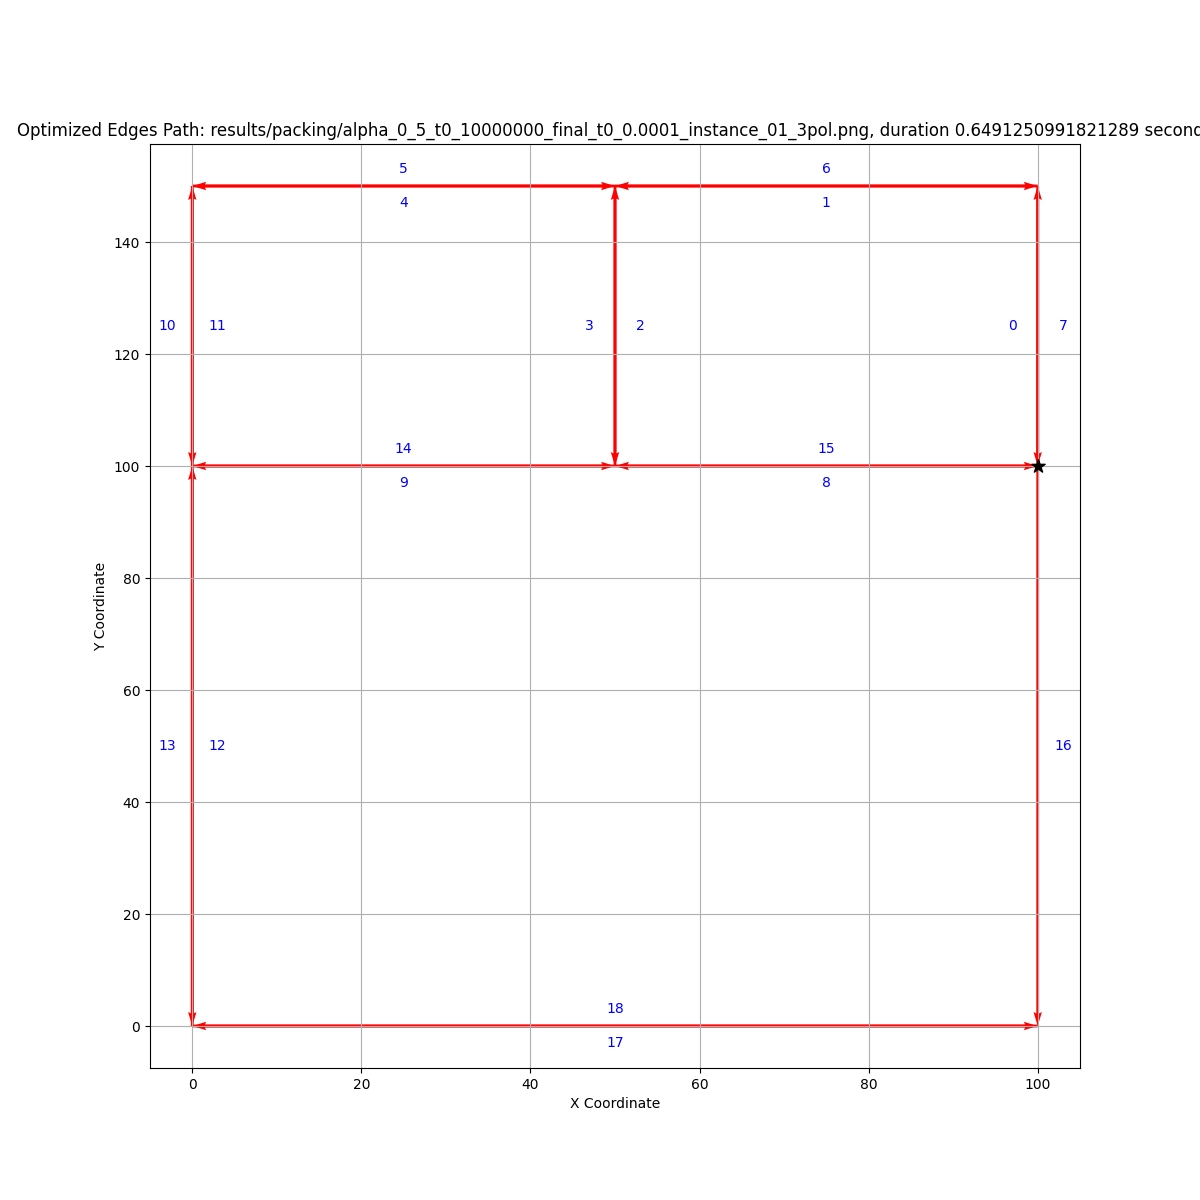 Optimized Edges Path: results/packing/alpha_0_5_t0_10000000_final_t0_0.0001_instance_01_3pol.png, duration 0.6491250991821289 second
5 6
4 1
140
10 11 3 2 0 7
120
14 15
100
9 8
80
Y Coordinate
60
13 12 16
40
20
18
0
17
0 20 40 60 80 100
X Coordinate